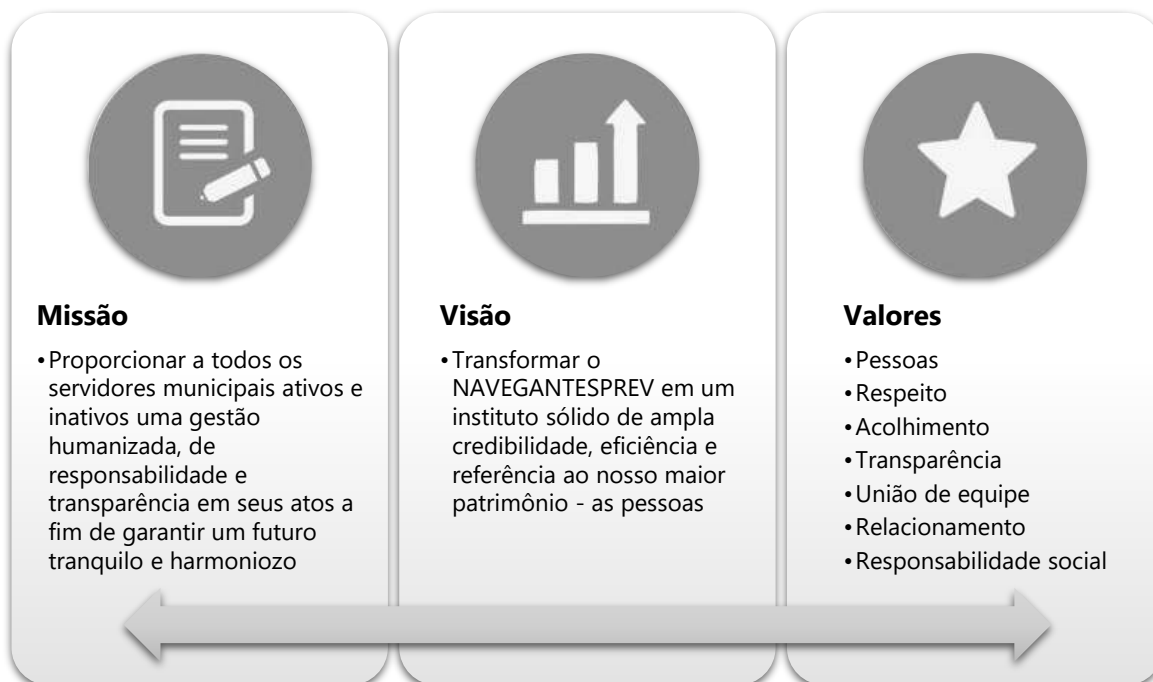 Missão
•Proporcionar a todos os
servidores municipais ativos e
inativos uma gestão
humanizada, de
responsabilidade e
transparência em seus atos a
fim de garantir um futuro
tranquilo e harmoniozo
Visão
•Transformar o
NAVEGANTESPREV em um
instituto sólido de ampla
credibilidade, eficiência e
referência ao nosso maior
patrimônio - as pessoas
Valores
•Pessoas
•Respeito
•Acolhimento
•Transparência
•União de equipe
•Relacionamento
•Responsabilidade social